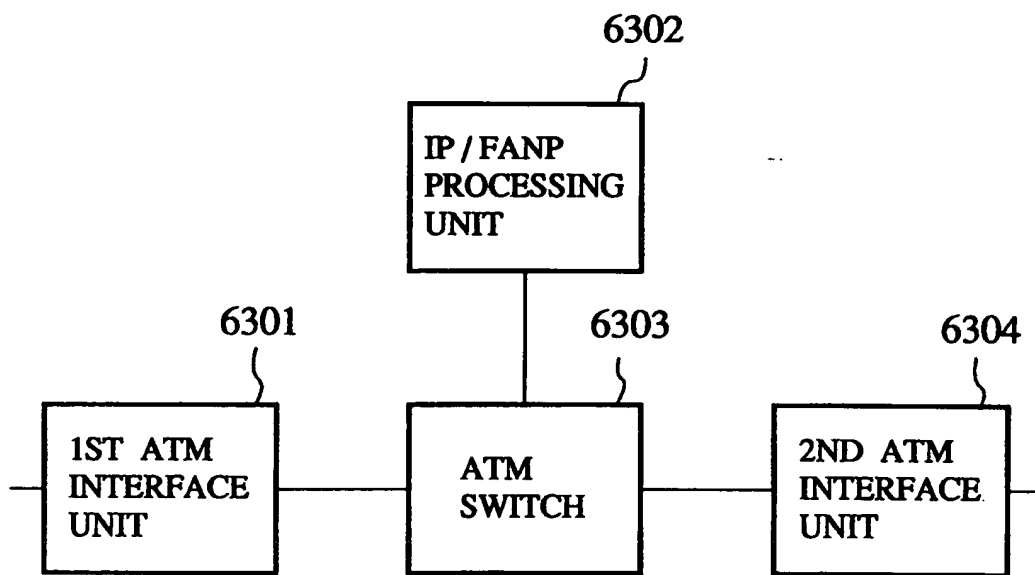 6302
IP / FANP
PROCESSING
UNIT
6301
6303
6304
1ST ATM
INTERFACE
UNIT
ATM
SWITCH
2ND ATM
INTERFACE
UNIT